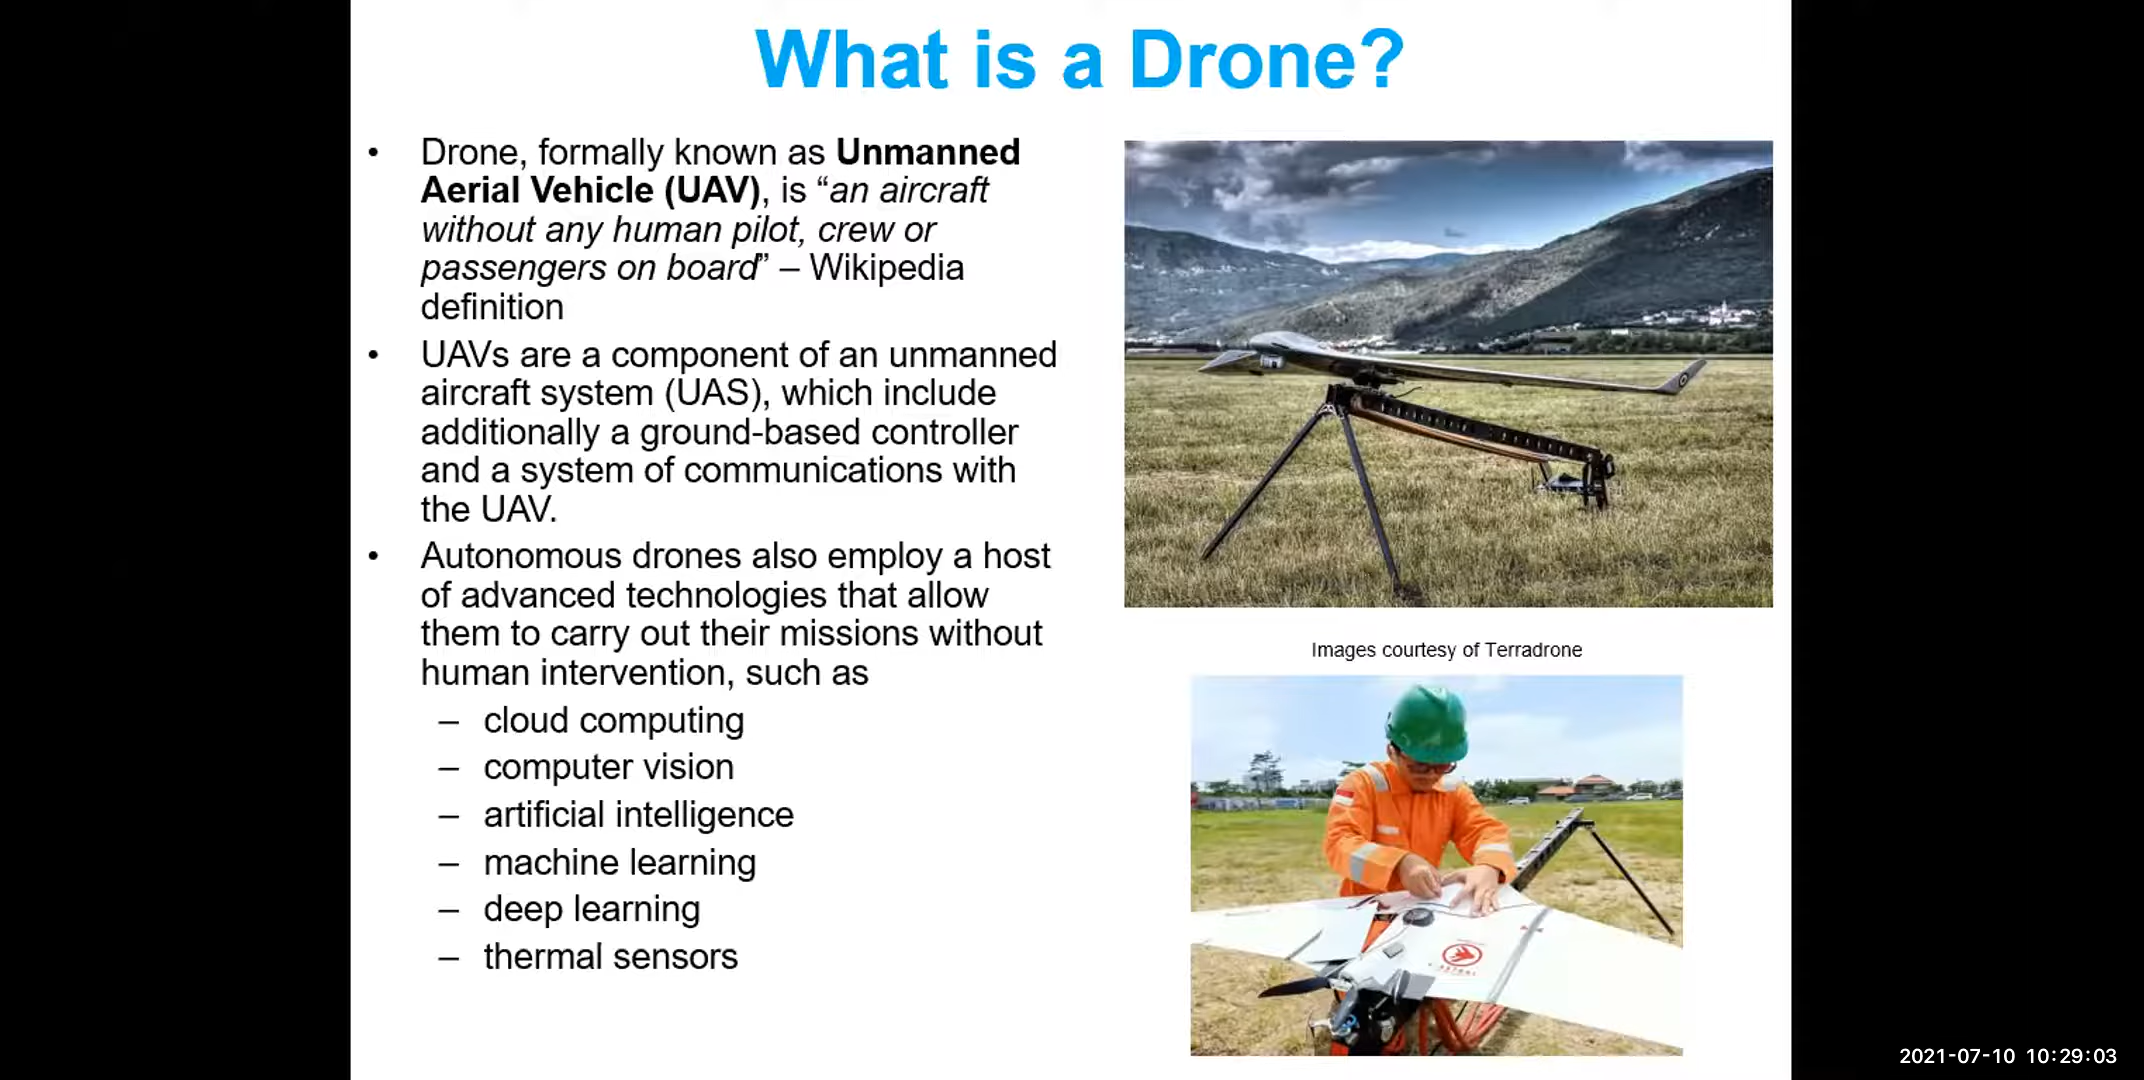 What is a Drone?
• Drone, formally known as Unmanned
Aerial Vehicle (UAV), is “an aircraft
without any human pilot, crew or
passengers on board” – Wikipedia
definition
• UAVs are a component of an unmanned
aircraft system (UAS), which include
additionally a ground-based controller
and a system of communications with
the UAV.
• Autonomous drones also employ a host
of advanced technologies that allow
them to carry out their missions without
human intervention, such as
– cloud computing
– computer vision
– artificial intelligence
– machine learning
– deep learning
– thermal sensors
Images courtesy of Terradrone
2021-07-10 10:29:03